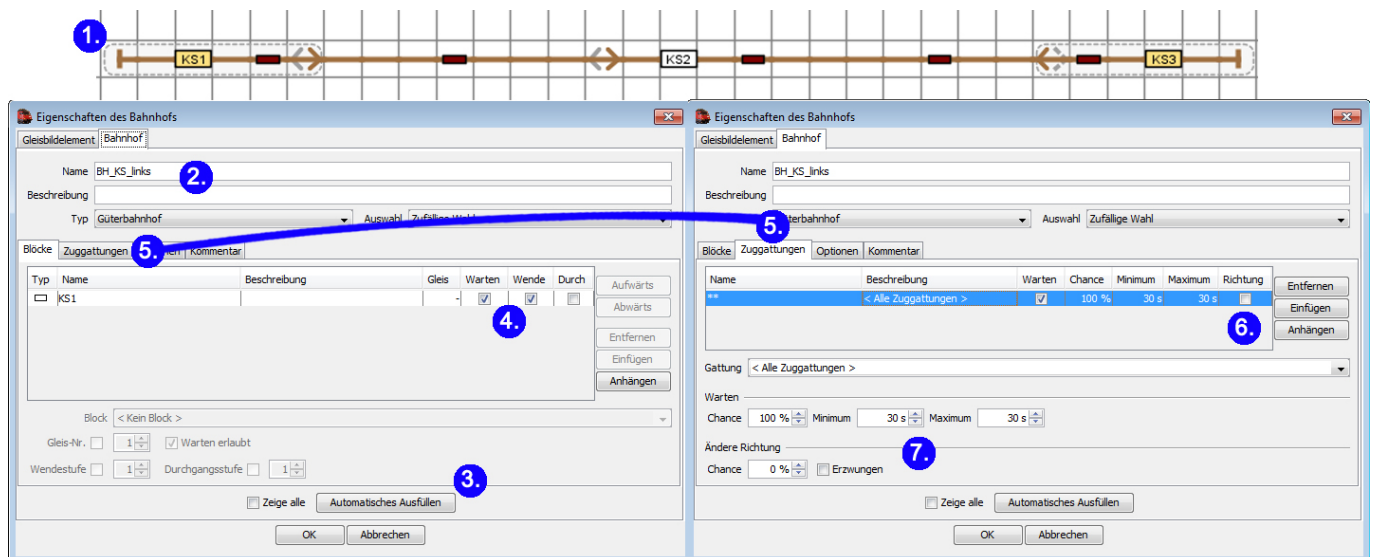 1.
KS1 KS2 KS3
Eigenschaften des Bahnhofs
Gleisbildelement Bahnhof
Name BH_KS_links 2.
Beschreibung
Typ Güterbahnhof Auswahl Zufällige Wahl
Blöcke Zuggattungen 5. Kommentar
Typ Name Beschreibung Gleis Warten Wende Durch
KS1 -
4.
Aufwärts
Abwärts
Entfernen
Einfügen
Anhängen
Block < Kein Block >
Gleis-Nr. 1 Warten erlaubt
Wendestufe 1 Durchgangsstufe 1
3.
Zeige alle Automatisches Ausfüllen
OK Abbrechen
Eigenschaften des Bahnhofs
Gleisbildelement Bahnhof
Name BH_KS_links
Beschreibung
5. Auswahl Zufällige Wahl
Blöcke Zuggattungen Optionen Kommentar
Name Beschreibung Warten Chance Minimum Maximum Richtung
** < Alle Zuggattungen > 100 % 30 s 30 s
6.
Entfernen
Einfügen
Anhängen
Gattung < Alle Zuggattungen >
Warten
Chance 100 % Minimum 30 s Maximum 30 s
Ändere Richtung
7.
Chance 0 % Erzwungen
Zeige alle Automatisches Ausfüllen
OK Abbrechen